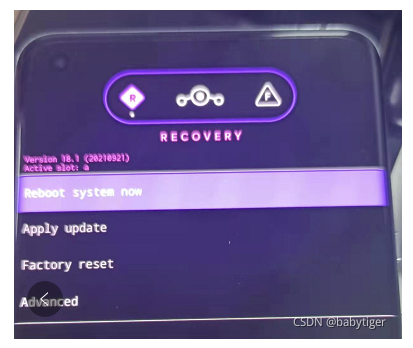 R
F
RECOVERY
Version 18.1 (20210921)
Active slot: a
Reboot system now
Apply update
Factory reset
Advanced
CSDN @babytiger